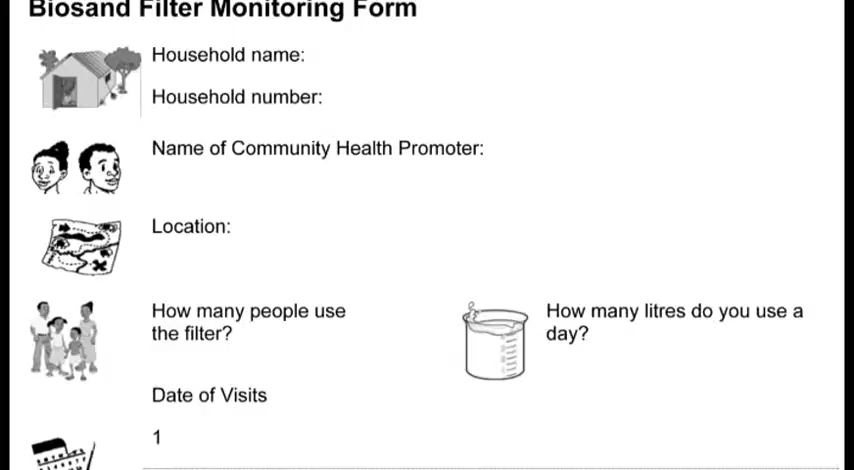 Biosand Filter Monitoring Form
Household name:
Household number:
Name of Community Health Promoter:
Location:
How many people use
the filter?
How many litres do you use a
day?
Date of Visits
1